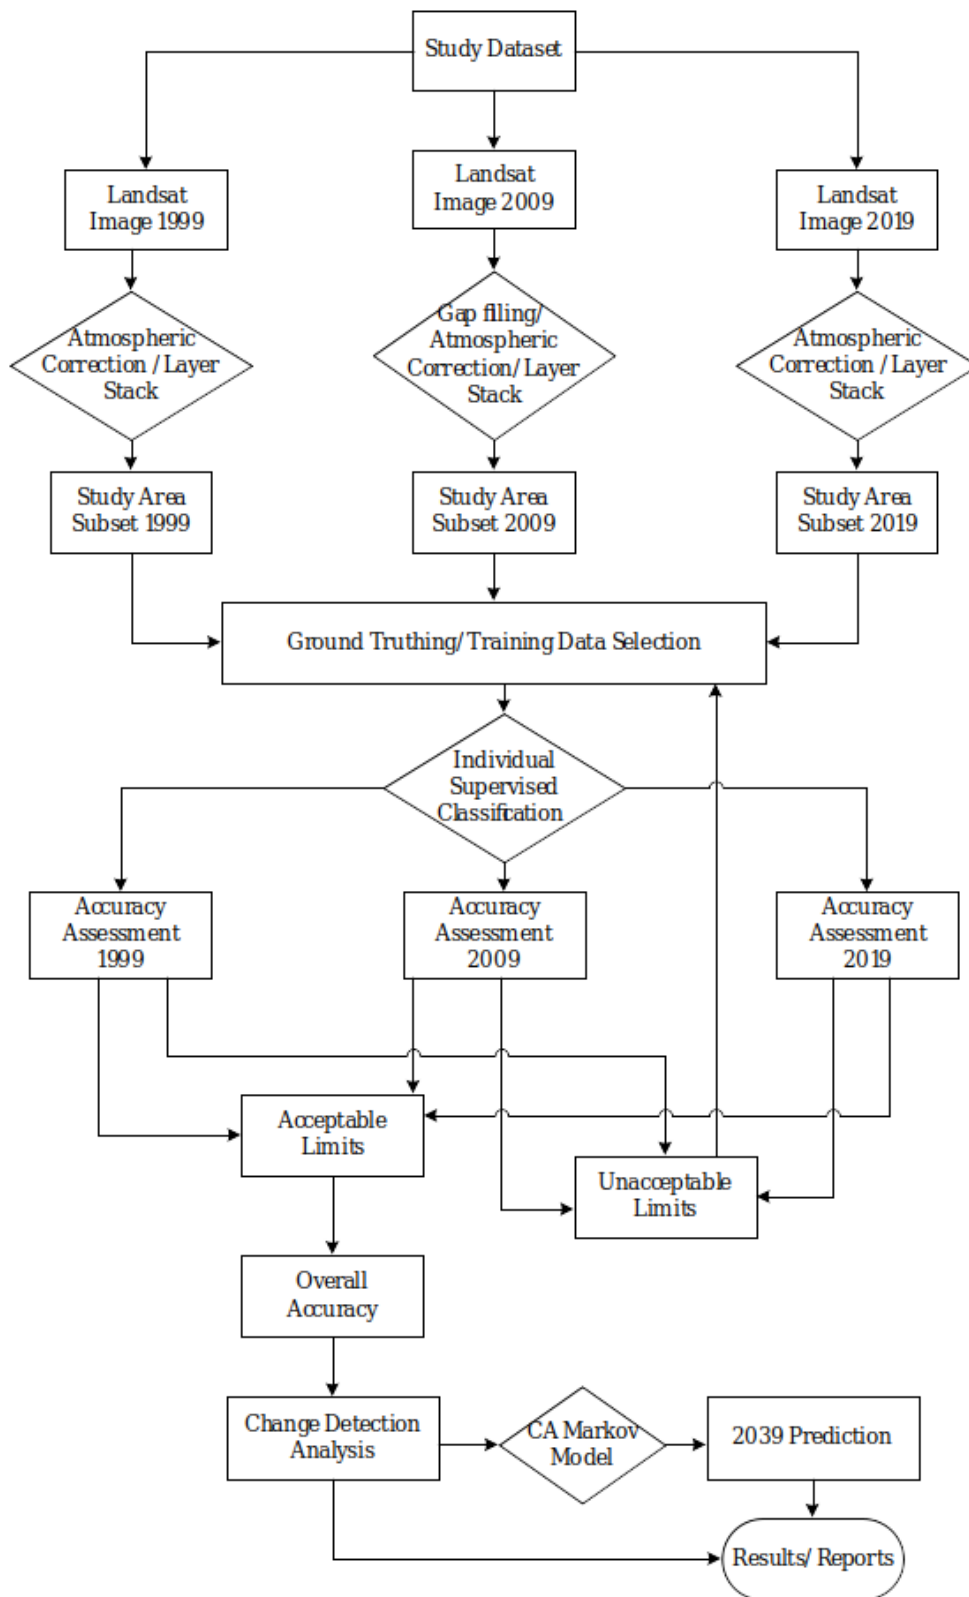 Study Dataset
Landsat
Image 1999
Landsat
Image 2009
Landsat
Image 2019
Atmospheric
Correction / Layer
Stack
Gap filing/
Atmospheric
Correction/ Layer
Stack
Atmospheric
Correction / Layer
Stack
Study Area
Subset 1999
Study Area
Subset 2009
Study Area
Subset 2019
Ground Truthing/ Training Data Selection
Individual
Supervised
Classification
Accuracy
Assessment
1999
Accuracy
Assessment
2009
Accuracy
Assessment
2019
Acceptable
Limits
Unacceptable
Limits
Overall
Accuracy
Change Detection
Analysis
CA Markov
Model
2039 Prediction
Results/ Reports